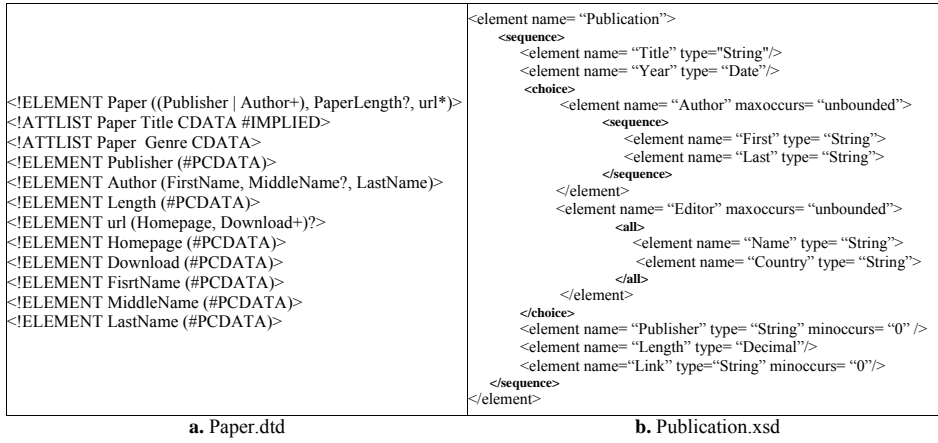 <!ELEMENT Paper ((Publisher | Author+), PaperLength?, url*)>
<!ATTLIST Paper Title CDATA #IMPLIED>
<!ATTLIST Paper  Genre CDATA>
<!ELEMENT Publisher (#PCDATA)>
<!ELEMENT Author (FirstName, MiddleName?, LastName)>
<!ELEMENT Length (#PCDATA)>
<!ELEMENT url (Homepage, Download+)?>
<!ELEMENT Homepage (#PCDATA)>
<!ELEMENT Download (#PCDATA)>
<!ELEMENT FisrtName (#PCDATA)>
<!ELEMENT MiddleName (#PCDATA)>
<!ELEMENT LastName (#PCDATA)>
a. Paper.dtd
<element name= “Publication”>
<sequence>
<element name= “Title” type="String"/>
<element name= “Year” type= “Date”/>
<choice>
<element name= “Author” maxoccurs= “unbounded”>
<sequence>
<element name= “First” type= “String”>
<element name= “Last” type= “String”>
</sequence>
</element>
<element name= “Editor” maxoccurs= “unbounded”>
<all>
<element name= “Name” type= “String”>
<element name= “Country” type= “String”>
</all>
</element>
</choice>
<element name= “Publisher” type= “String” minoccurs= “0” />
<element name= “Length” type= “Decimal”/>
<element name=“Link” type=“String” minoccurs= “0”/>
</sequence>
</element>
b. Publication.xsd